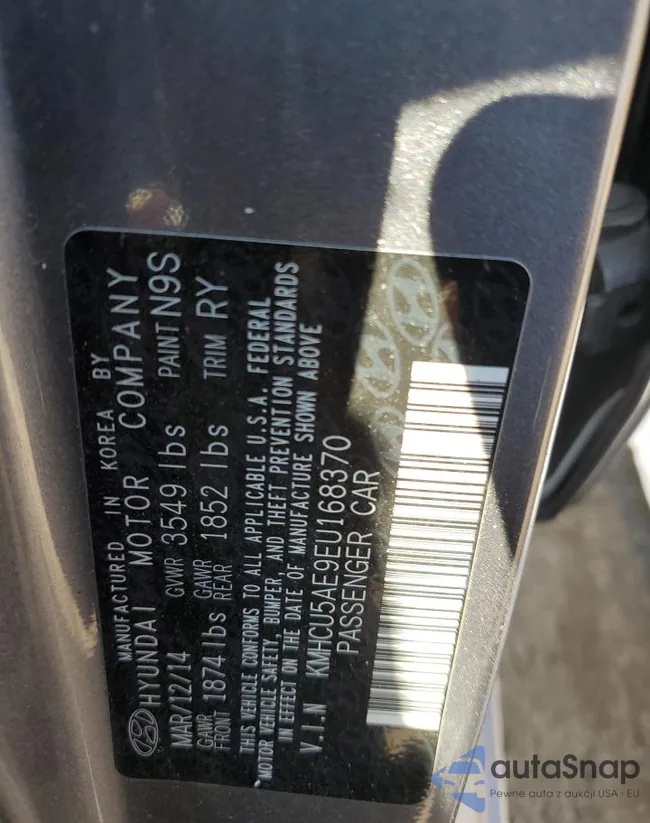 MANUFACTURED IN KOREA BY
HYUNDAI MOTOR COMPANY
MAR/12/14 GVWR 3549 lbs PAINT N9S
GAWR FRONT 1874 lbs GAWR REAR 1852 lbs TRIM RY
THIS VEHICLE CONFORMS TO ALL APPLICABLE U.S.A. FEDERAL
MOTOR VEHICLE SAFETY, BUMPER, AND THEFT PREVENTION STANDARDS
IN EFFECT ON THE DATE OF MANUFACTURE SHOWN ABOVE
V.I.N KMHCU5AE9EU168370
PASSENGER CAR
autaSnap
Pewne auta z aukcji USA i EU